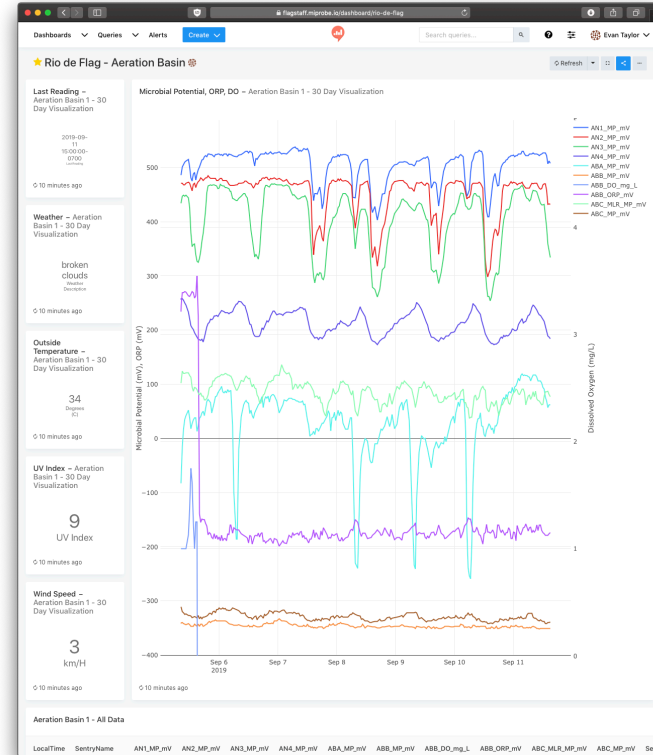 flagstaff.miprobe.io/dashboard/rio-de-flag
Dashboards Queries Alerts Create Search queries... Evan Taylor
Rio de Flag - Aeration Basin
Refresh
Last Reading –
Aeration Basin 1 - 30
Day Visualization
2019-09-
11
15:00:00-
0700
10 minutes ago
Weather – Aeration
Basin 1 - 30 Day
Visualization
broken
clouds
Weather
Description
10 minutes ago
Outside
Temperature –
Aeration Basin 1 - 30
Day Visualization
34
Degrees
(C)
10 minutes ago
UV Index – Aeration
Basin 1 - 30 Day
Visualization
9
UV Index
10 minutes ago
Wind Speed –
Aeration Basin 1 - 30
Day Visualization
3
km/H
10 minutes ago
Microbial Potential, ORP, DO – Aeration Basin 1 - 30 Day Visualization
AN1_MP_mV
AN2_MP_mV
AN3_MP_mV
AN4_MP_mV
ABA_MP_mV
ABB_MP_mV
ABB_DO_mg_L
ABB_ORP_mV
ABC_MLR_MP_mV
ABC_MP_mV
Microbial Potential (mV), ORP (mV)
500
400
300
200
100
0
−100
−200
−300
−400
Dissolved Oxygen (mg/L)
4
3
2
1
0
Sep 6 Sep 7 Sep 8 Sep 9 Sep 10 Sep 11
2019
10 minutes ago
Aeration Basin 1 - All Data
LocalTime SentryName AN1_MP_mV AN2_MP_mV AN3_MP_mV AN4_MP_mV ABA_MP_mV ABB_MP_mV ABB_DO_mg_L ABB_ORP_mV ABC_MLR_MP_mV ABC_MP_mV Se